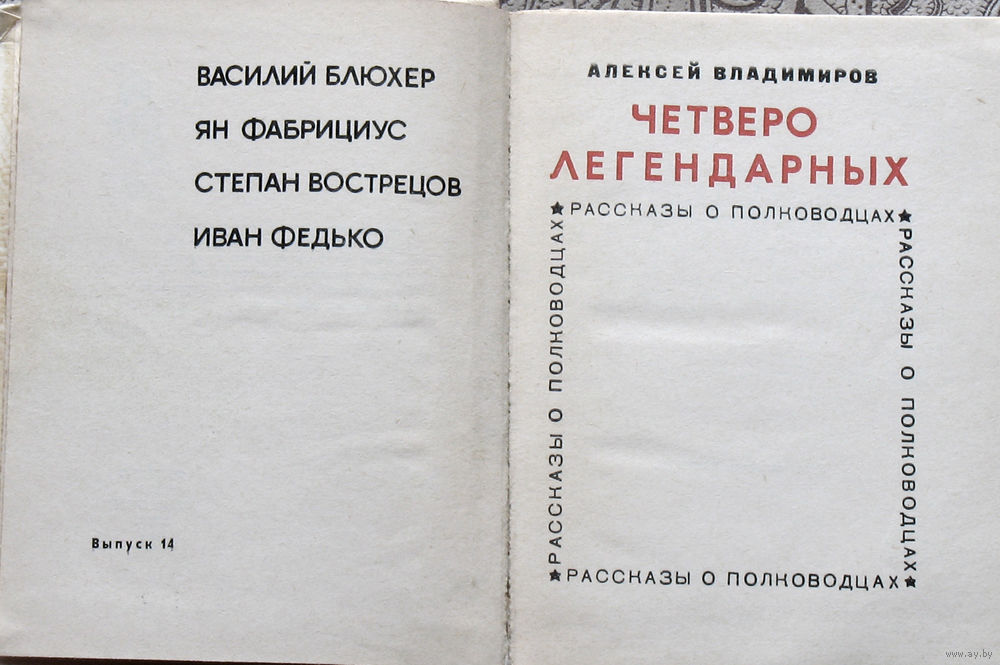 ВАСИЛИЙ БЛЮХЕР
ЯН ФАБРИЦИУС
СТЕПАН ВОСТРЕЦОВ
ИВАН ФЕДЬКО
Выпуск 14
АЛЕКСЕЙ ВЛАДИМИРОВ
ЧЕТВЕРО
ЛЕГЕНДАРНЫХ
★РАССКАЗЫ О ПОЛКОВОДЦАХ★
РАССКАЗЫ О ПОЛКОВОДЦАХ
РАССКАЗЫ О ПОЛКОВОДЦАХ
★РАССКАЗЫ О ПОЛКОВОДЦАХ★
www.ay.by